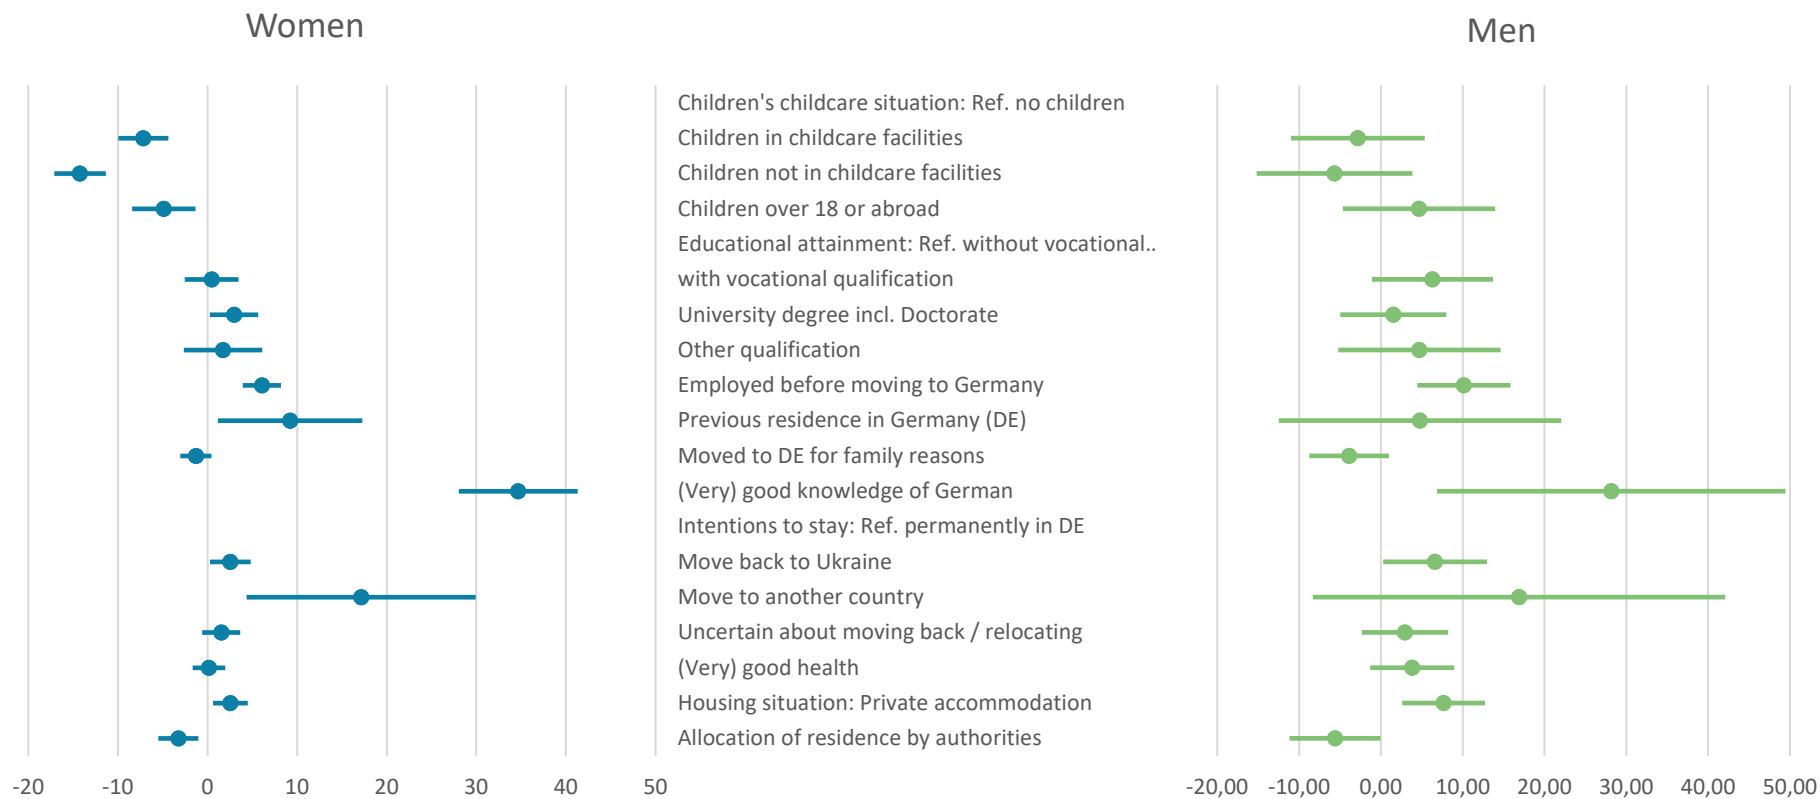 Women
Men
Children's childcare situation: Ref. no children
Children in childcare facilities
Children not in childcare facilities
Children over 18 or abroad
Educational attainment: Ref. without vocational..
with vocational qualification
University degree incl. Doctorate
Other qualification
Employed before moving to Germany
Previous residence in Germany (DE)
Moved to DE for family reasons
(Very) good knowledge of German
Intentions to stay: Ref. permanently in DE
Move back to Ukraine
Move to another country
Uncertain about moving back / relocating
(Very) good health
Housing situation: Private accommodation
Allocation of residence by authorities
-20 -10 0 10 20 30 40 50
-20,00 -10,00 0,00 10,00 20,00 30,00 40,00 50,00